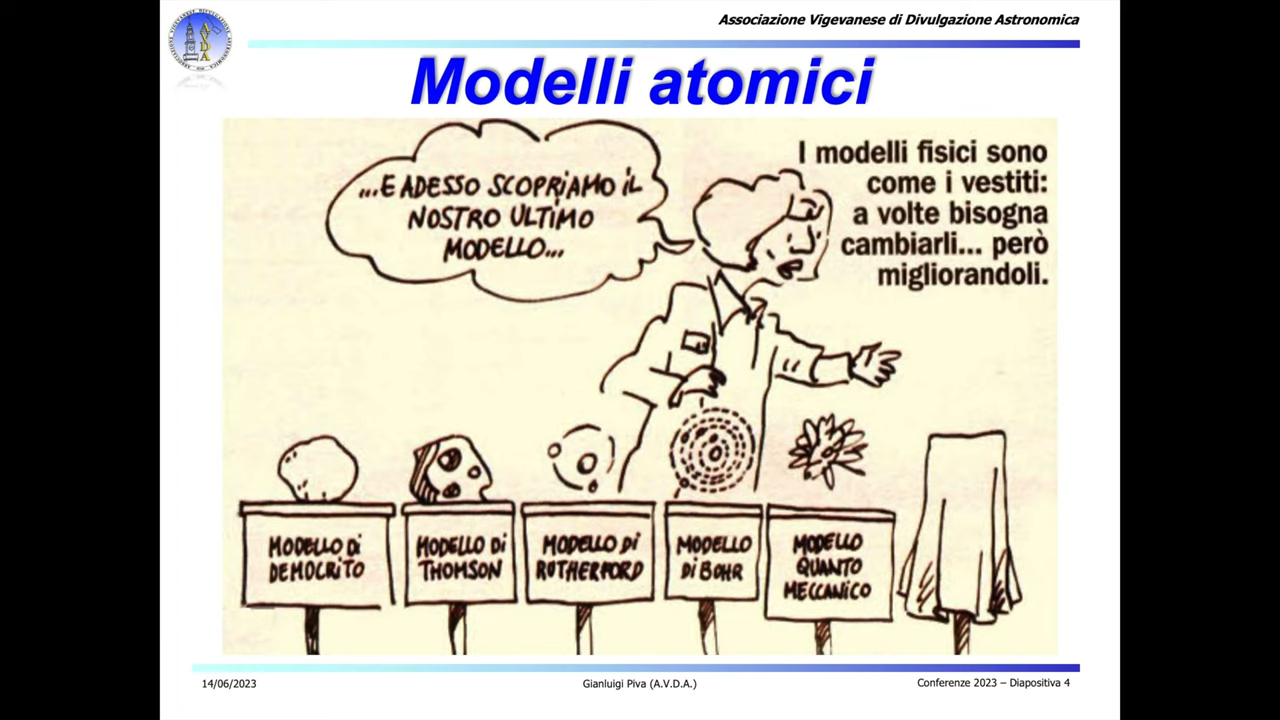 Associazione Vigevanese di Divulgazione Astronomica
Modelli atomici
...E ADESSO SCOPRIAMO IL
NOSTRO ULTIMO
MODELLO...
I modelli fisici sono
come i vestiti:
a volte bisogna
cambiarli... però
migliorandoli.
MODELLO DI
DEMOCRITO
MODELLO DI
THOMSON
MODELLO DI
RUTHERFORD
MODELLO
DI BOHR
MODELLO
QUANTO
MECCANICO
14/06/2023
Gianluigi Piva (A.V.D.A.)
Conferenze 2023 – Diapositiva 4